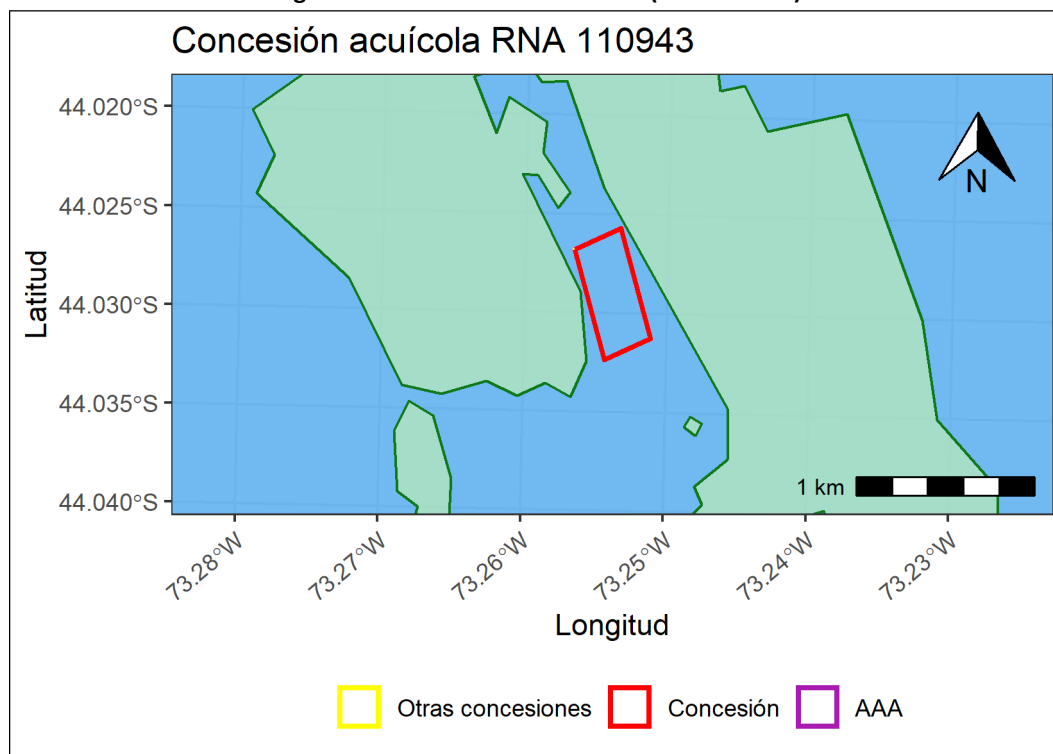 Concesión acuícola RNA 110943
44.020°S
44.025°S
44.030°S
44.035°S
44.040°S
Latitud
N
1 km
73.28°W
73.27°W
73.26°W
73.25°W
73.24°W
73.23°W
Longitud
Otras concesiones
Concesión
AAA